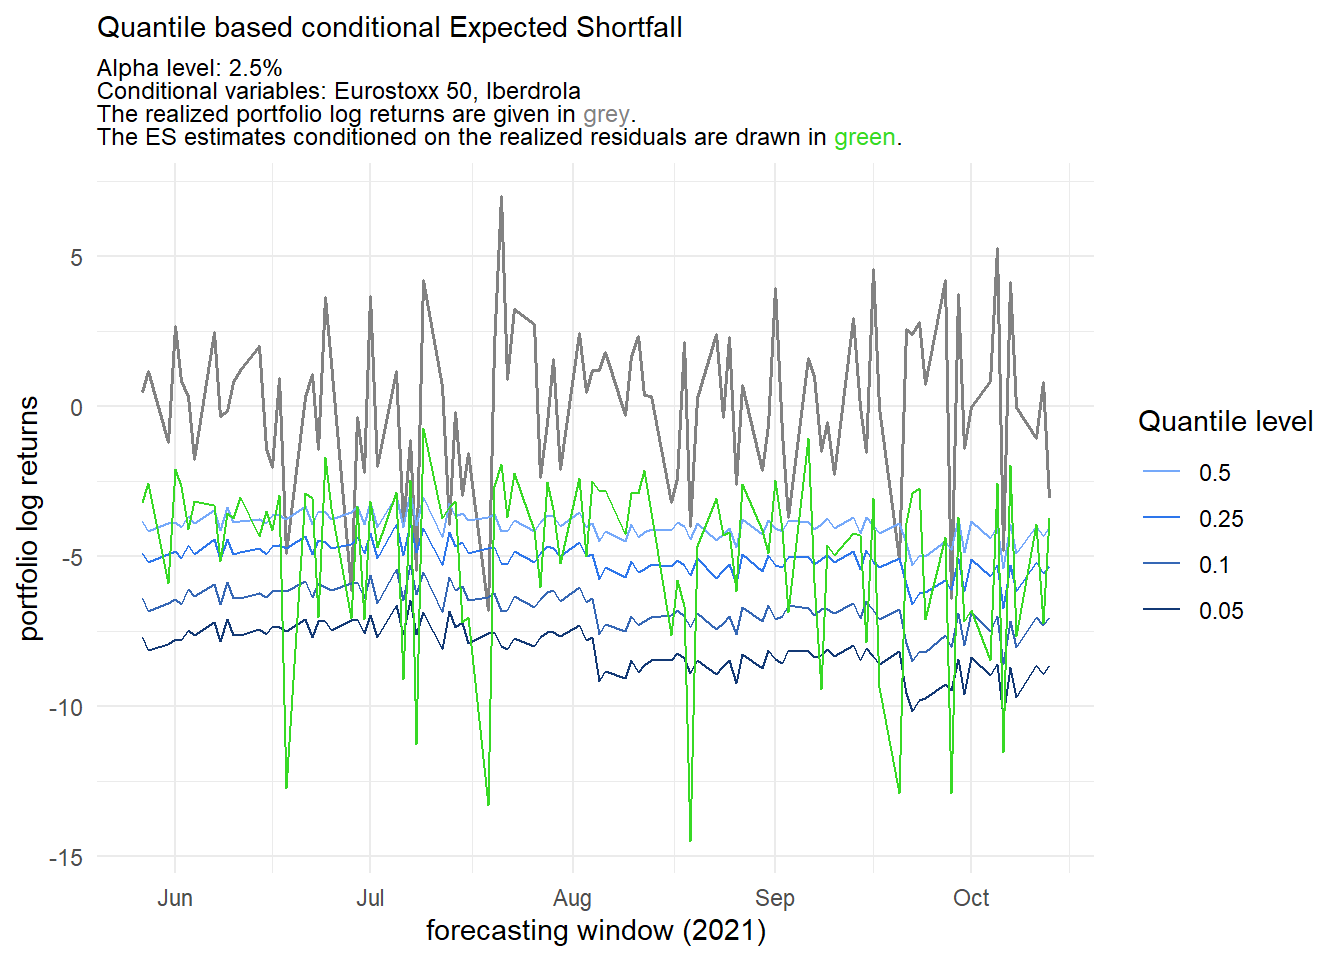 Quantile based conditional Expected Shortfall
Alpha level: 2.5%
Conditional variables: Eurostoxx 50, Iberdrola
The realized portfolio log returns are given in grey.
The ES estimates conditioned on the realized residuals are drawn in green.
portfolio log returns
5
0
-5
-10
-15
Jun Jul Aug Sep Oct
forecasting window (2021)
Quantile level
0.5
0.25
0.1
0.05